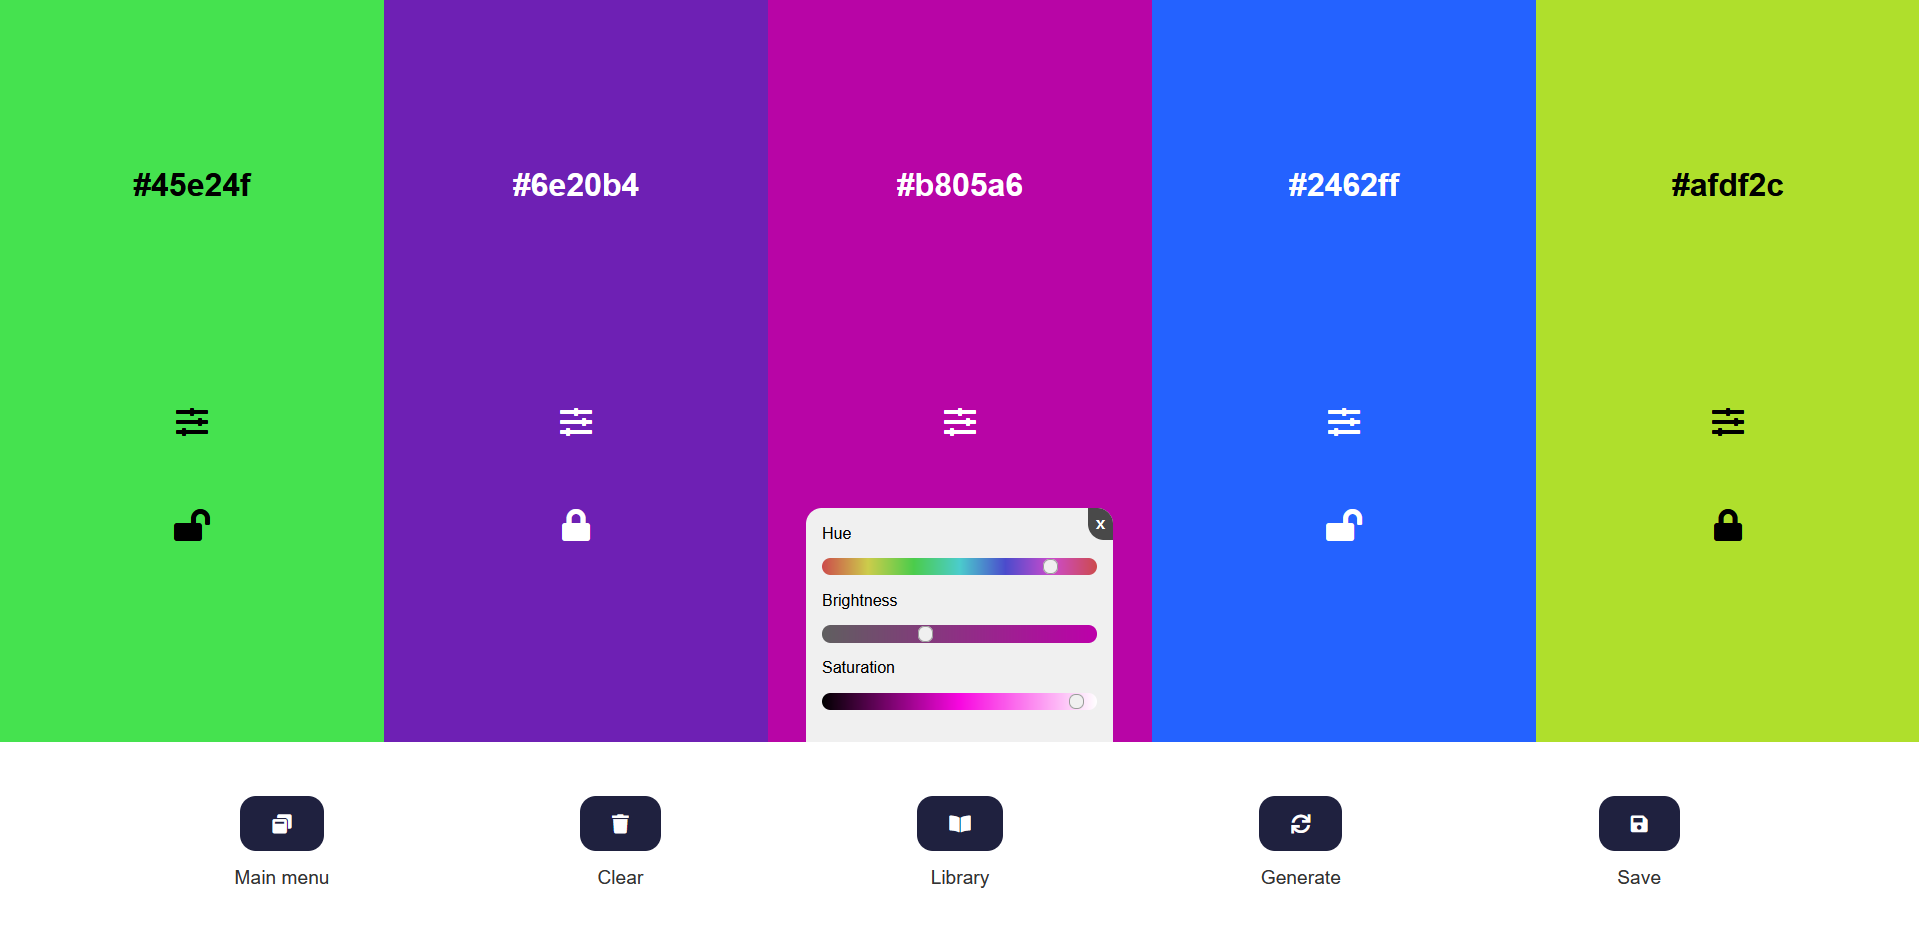 #45e24f
#6e20b4
#b805a6
#2462ff
#afdf2c
x
Hue
Brightness
Saturation
Main menu
Clear
Library
Generate
Save